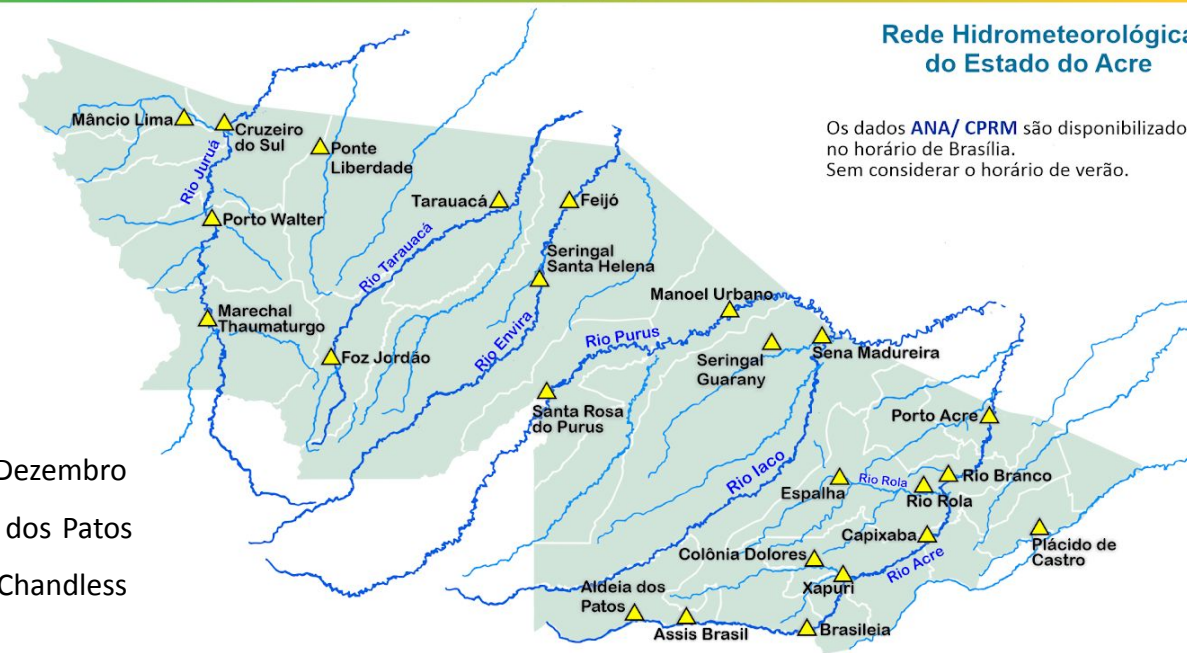 Rede Hidrometeorológica
do Estado do Acre
Os dados ANA/ CPRM são disponibilizado
no horário de Brasília.
Sem considerar o horário de verão.
Mâncio Lima
Cruzeiro
do Sul
Ponte
Liberdade
Rio Juruá
Porto Walter
Tarauacá
Feijó
Rio Tarauacá
Seringal
Santa Helena
Marechal
Thaumaturgo
Foz Jordão
Rio Envira
Manoel Urbano
Rio Purus
Seringal
Guarany
Sena Madureira
Santa Rosa
do Purus
Porto Acre
Rio Iaco
Espalha
Rio Rola
Rio Rola
Rio Branco
Dezembro
dos Patos
Chandless
Capixaba
Plácido de
Castro
Colônia Dolores
Rio Acre
Xapuri
Aldeia dos
Patos
Assis Brasil
Brasileia